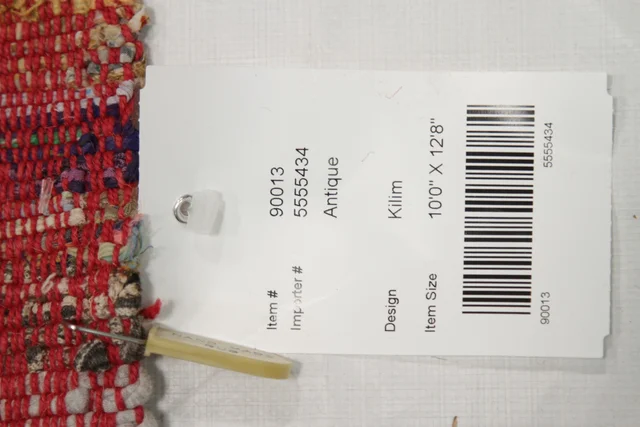 Item # 90013
Importer # 5555434
Antique
Design Kilim
Item Size 10'0" X 12'8"
90013 5555434